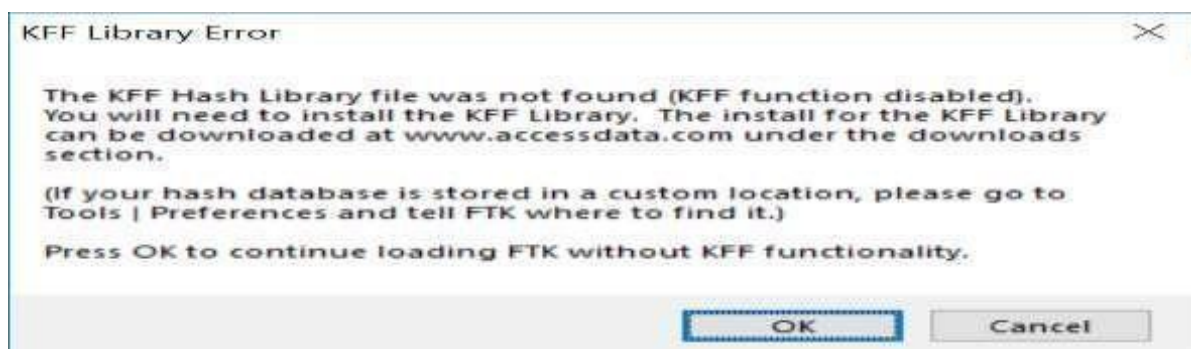 KFF Library Error
The KFF Hash Library file was not found (KFF function disabled).
You will need to install the KFF Library. The install for the KFF Library
can be downloaded at www.accessdata.com under the downloads
section.
(If your hash database is stored in a custom location, please go to
Tools | Preferences and tell FTK where to find it.)
Press OK to continue loading FTK without KFF functionality.
OK
Cancel